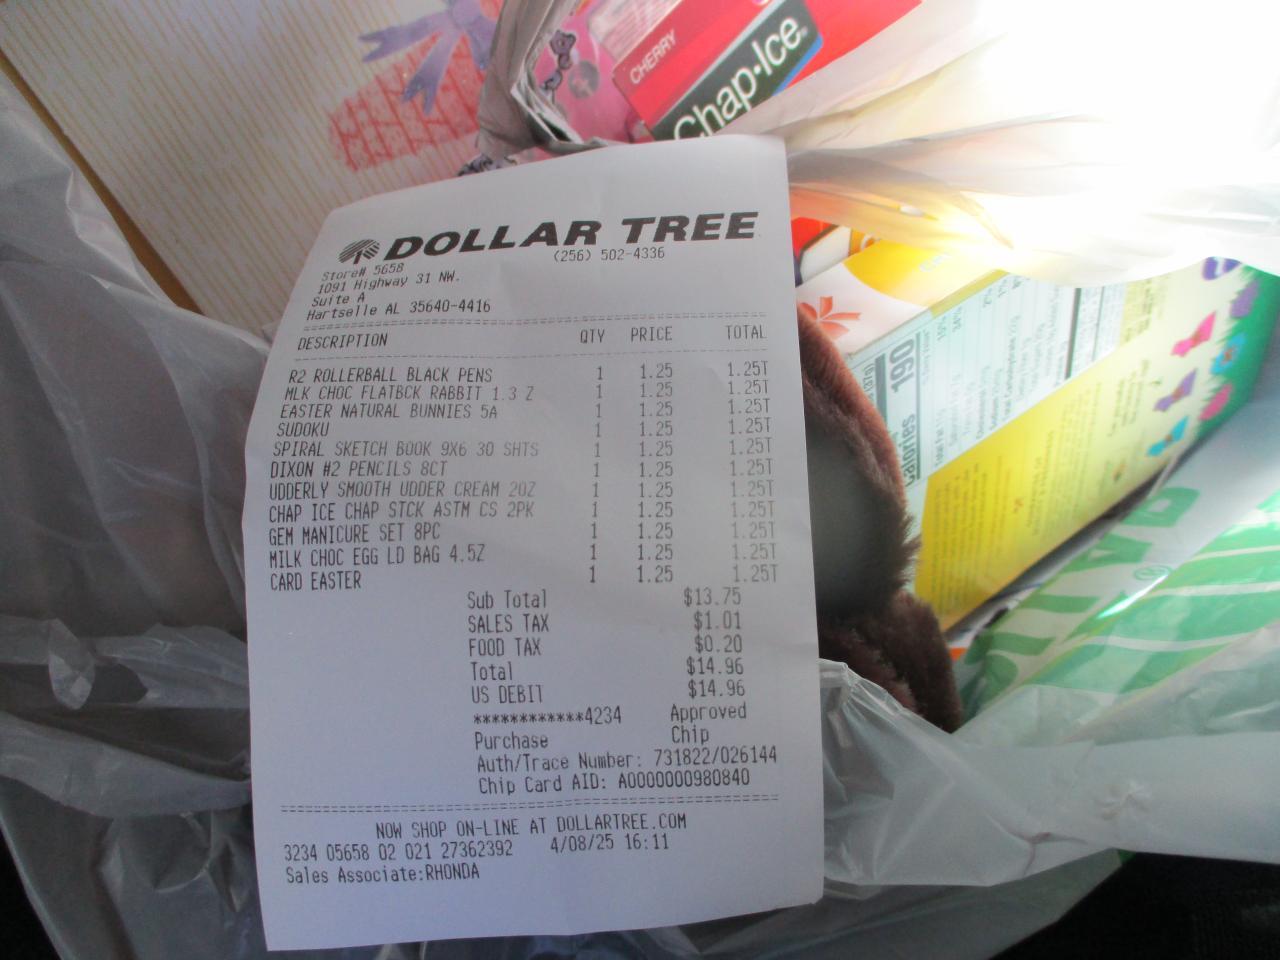 CHERRY
Chap·Ice
DOLLAR TREE
(256) 502-4336
Store# 5658
1091 Highway 31 NW.
Suite A
Hartselle AL 35640-4416
DESCRIPTION QTY PRICE TOTAL
R2 ROLLERBALL BLACK PENS 1 1.25 1.25T
MLK CHOC FLATBCK RABBIT 1.3 Z 1 1.25 1.25T
EASTER NATURAL BUNNIES 5A 1 1.25 1.25T
SUDOKU 1 1.25 1.25T
SPIRAL SKETCH BOOK 9X6 30 SHTS 1 1.25 1.25T
DIXON #2 PENCILS 8CT 1 1.25 1.25T
UDDERLY SMOOTH UDDER CREAM 2OZ 1 1.25 1.25T
CHAP ICE CHAP STCK ASTM CS 2PK 1 1.25 1.25T
GEM MANICURE SET 8PC 1 1.25 1.25T
MILK CHOC EGG LD BAG 4.5Z 1 1.25 1.25T
CARD EASTER 1 1.25 1.25T
Sub Total $13.75
SALES TAX $1.01
FOOD TAX $0.20
Total $14.96
US DEBIT $14.96
************4234 Approved
Purchase Chip
Auth/Trace Number: 731822/026144
Chip Card AID: A0000000980840
NOW SHOP ON-LINE AT DOLLARTREE.COM
3234 05658 02 021 27362392 4/08/25 16:11
Sales Associate:RHONDA
Calories 190